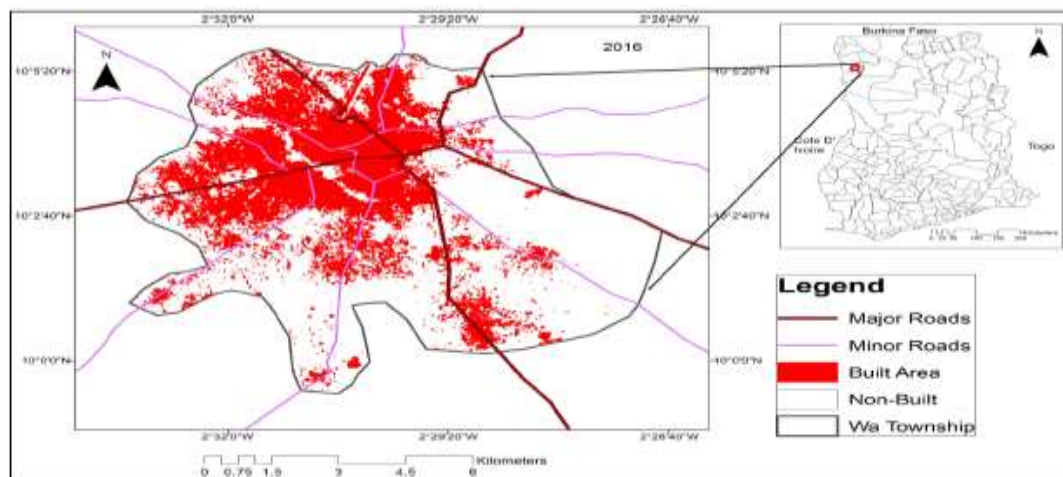 2°32'0"W 2°29'20"W 2°26'40"W
2016
N
10°5'20"N 10°5'20"N
10°2'40"N 10°2'40"N
10°0'0"N 10°0'0"N
2°32'0"W 2°29'20"W 2°26'40"W
Kilometers
0 0.75 1.5 3 4.5 6
Burkina Faso
N
Cote D'
Ivoire
Togo
Kilometers
Legend
Major Roads
Minor Roads
Built Area
Non-Built
Wa Township